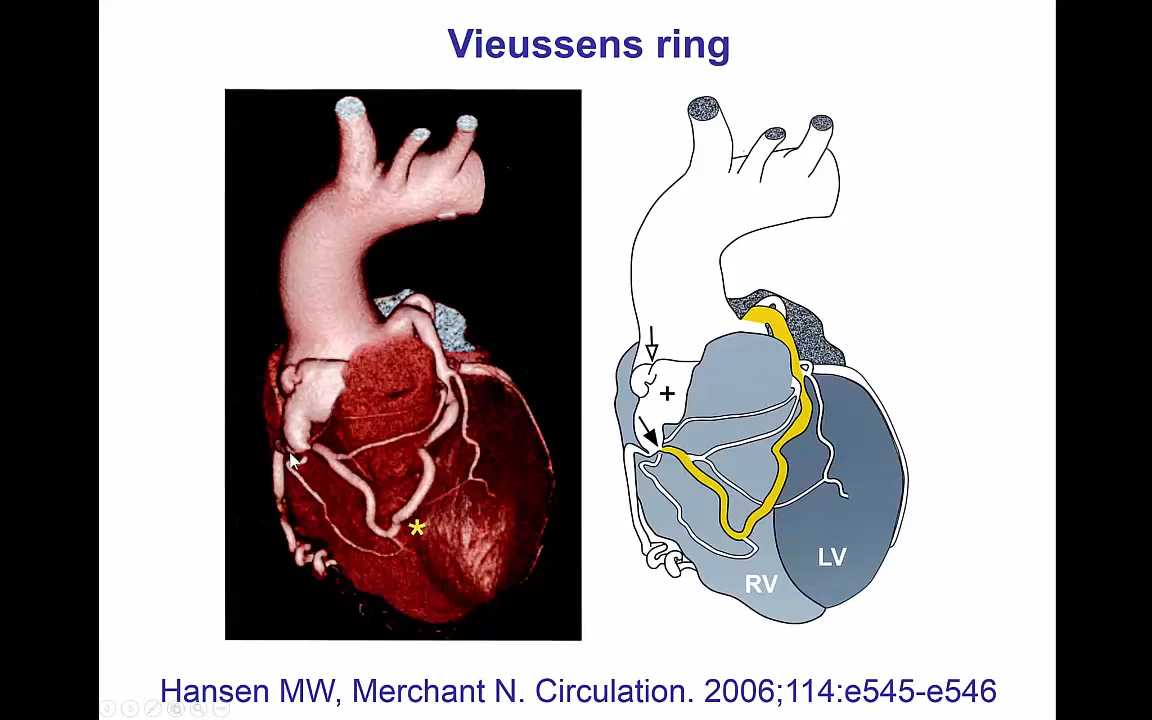 Vieussens ring
*
+
LV
RV
Hansen MW, Merchant N. Circulation. 2006;114:e545-e546